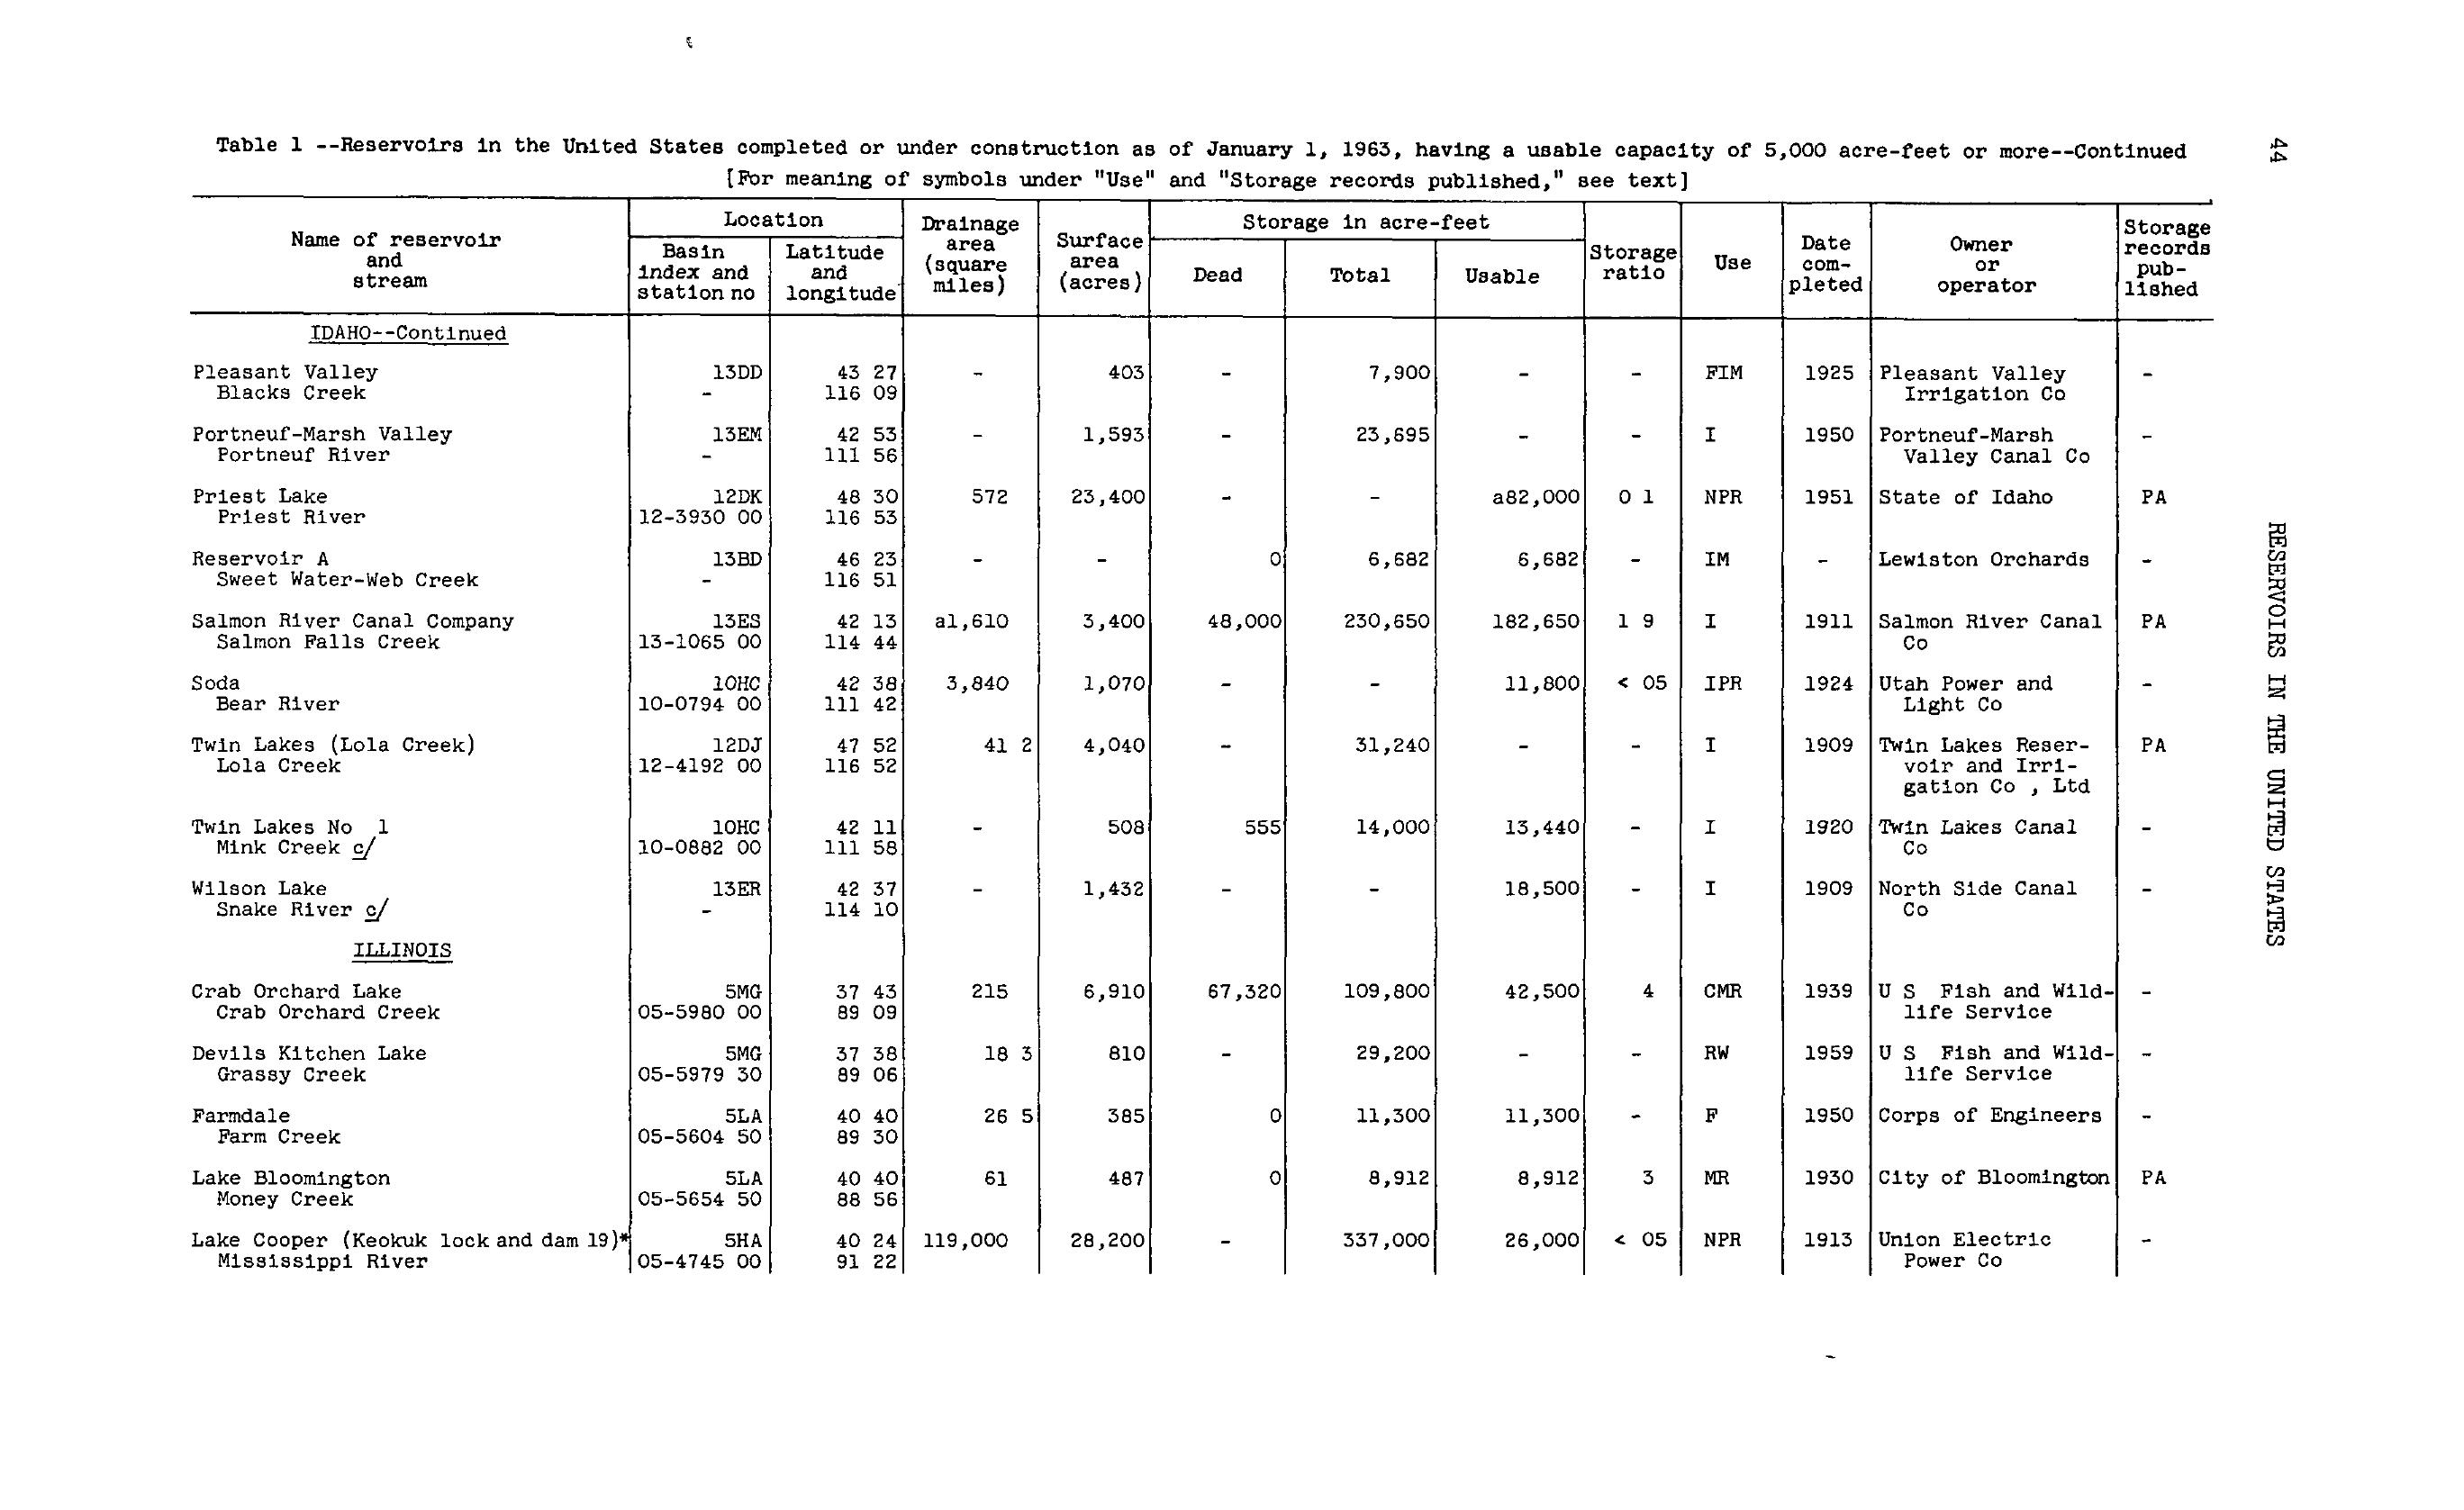 Table 1 --Reservoirs in the United States completed or under construction as of January 1, 1963, having a usable capacity of 5,000 acre-feet or more--Continued
[For meaning of symbols under "Use" and "Storage records published," see text]
44
RESERVOIRS IN THE UNITED STATES
Name of reservoir and stream | Location | Drainage area (square miles) | Surface area (acres) | Storage in acre-feet | Storage ratio | Use | Date com-pleted | Owner or operator | Storage records pub-lished
Basin index and station no | Latitude and longitude | Dead | Total | Usable
IDAHO--Continued
Pleasant Valley 13DD 43 27 - 403 - 7,900 - - FIM 1925 Pleasant Valley -
Blacks Creek - 116 09 Irrigation Co
Portneuf-Marsh Valley 13EM 42 53 - 1,593 - 23,695 - - I 1950 Portneuf-Marsh -
Portneuf River - 111 56 Valley Canal Co
Priest Lake 12DK 48 30 572 23,400 - - a82,000 0 1 NPR 1951 State of Idaho PA
Priest River 12-3930 00 116 53
Reservoir A 13BD 46 23 - - 0 6,682 6,682 - IM - Lewiston Orchards -
Sweet Water-Web Creek - 116 51
Salmon River Canal Company 13ES 42 13 a1,610 3,400 48,000 230,650 182,650 1 9 I 1911 Salmon River Canal PA
Salmon Falls Creek 13-1065 00 114 44 Co
Soda 10HC 42 38 3,840 1,070 - - 11,800 < 05 IPR 1924 Utah Power and -
Bear River 10-0794 00 111 42 Light Co
Twin Lakes (Lola Creek) 12DJ 47 52 41 2 4,040 - 31,240 - - I 1909 Twin Lakes Reser- PA
Lola Creek 12-4192 00 116 52 voir and Irri-
gation Co , Ltd
Twin Lakes No 1 10HC 42 11 - 508 555 14,000 13,440 - I 1920 Twin Lakes Canal -
Mink Creek c/ 10-0882 00 111 58 Co
Wilson Lake 13ER 42 37 - 1,432 - - 18,500 - I 1909 North Side Canal -
Snake River c/ - 114 10 Co
ILLINOIS
Crab Orchard Lake 5MG 37 43 215 6,910 67,320 109,800 42,500 4 CMR 1939 U S Fish and Wild- -
Crab Orchard Creek 05-5980 00 89 09 life Service
Devils Kitchen Lake 5MG 37 38 18 3 810 - 29,200 - - RW 1959 U S Fish and Wild- -
Grassy Creek 05-5979 30 89 06 life Service
Farmdale 5LA 40 40 26 5 385 0 11,300 11,300 - F 1950 Corps of Engineers -
Farm Creek 05-5604 50 89 30
Lake Bloomington 5LA 40 40 61 487 0 8,912 8,912 3 MR 1930 City of Bloomington PA
Money Creek 05-5654 50 88 56
Lake Cooper (Keokuk lock and dam 19)* 5HA 40 24 119,000 28,200 - 337,000 26,000 < 05 NPR 1913 Union Electric -
Mississippi River 05-4745 00 91 22 Power Co